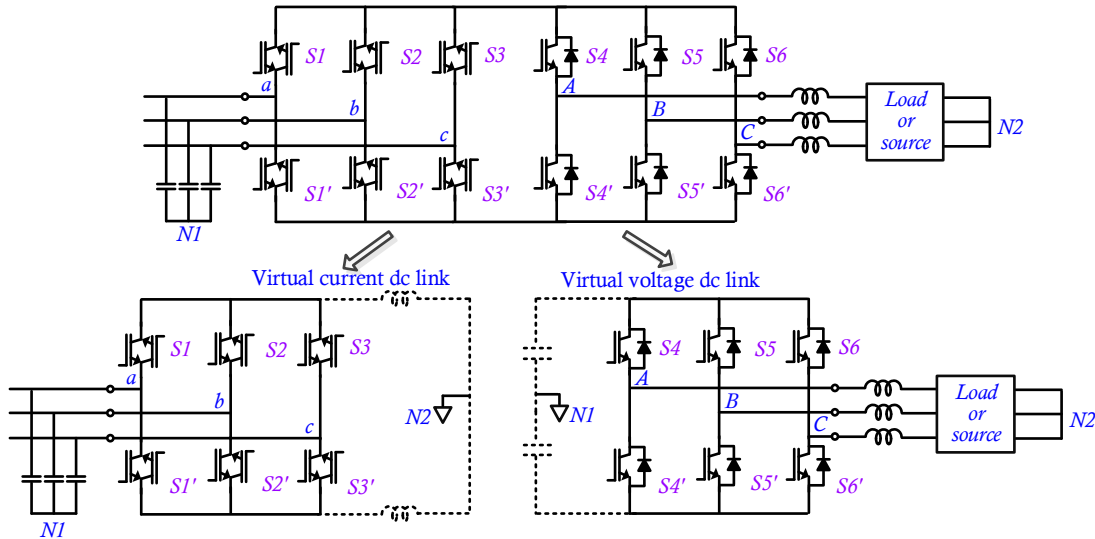 S1
S2
S3
S4
S5
S6
a
A
b
B
c
C
Load
or
source
N2
S1'
S2'
S3'
S4'
S5'
S6'
N1
Virtual current dc link
Virtual voltage dc link
S1
S2
S3
S4
S5
S6
a
A
b
B
c
C
N2
N1
Load
or
source
N2
S1'
S2'
S3'
S4'
S5'
S6'
N1